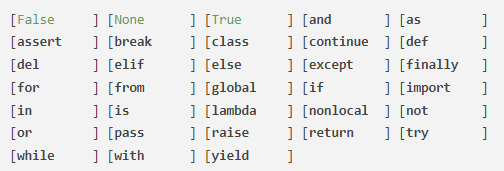 [False    ] [None     ] [True     ] [and      ] [as       ]
[assert   ] [break    ] [class    ] [continue ] [def      ]
[del      ] [elif     ] [else     ] [except   ] [finally  ]
[for      ] [from     ] [global   ] [if       ] [import   ]
[in       ] [is       ] [lambda   ] [nonlocal ] [not      ]
[or       ] [pass     ] [raise    ] [return   ] [try      ]
[while    ] [with     ] [yield    ]